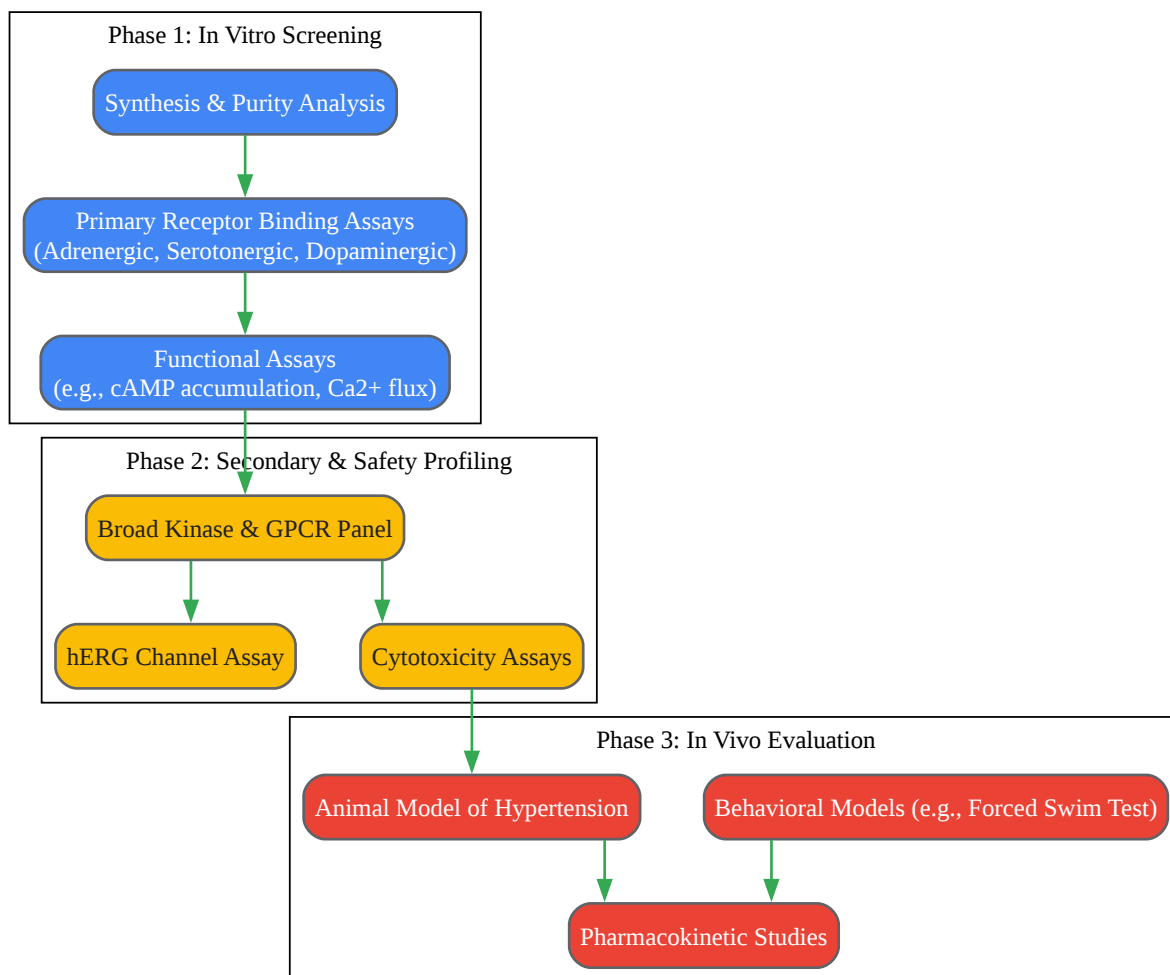 Phase 1: In Vitro Screening
Synthesis & Purity Analysis
Primary Receptor Binding Assays
(Adrenergic, Serotonergic, Dopaminergic)
Functional Assays
(e.g., cAMP accumulation, Ca2+ flux)
Phase 2: Secondary & Safety Profiling
Broad Kinase & GPCR Panel
hERG Channel Assay
Cytotoxicity Assays
Phase 3: In Vivo Evaluation
Animal Model of Hypertension
Behavioral Models (e.g., Forced Swim Test)
Pharmacokinetic Studies